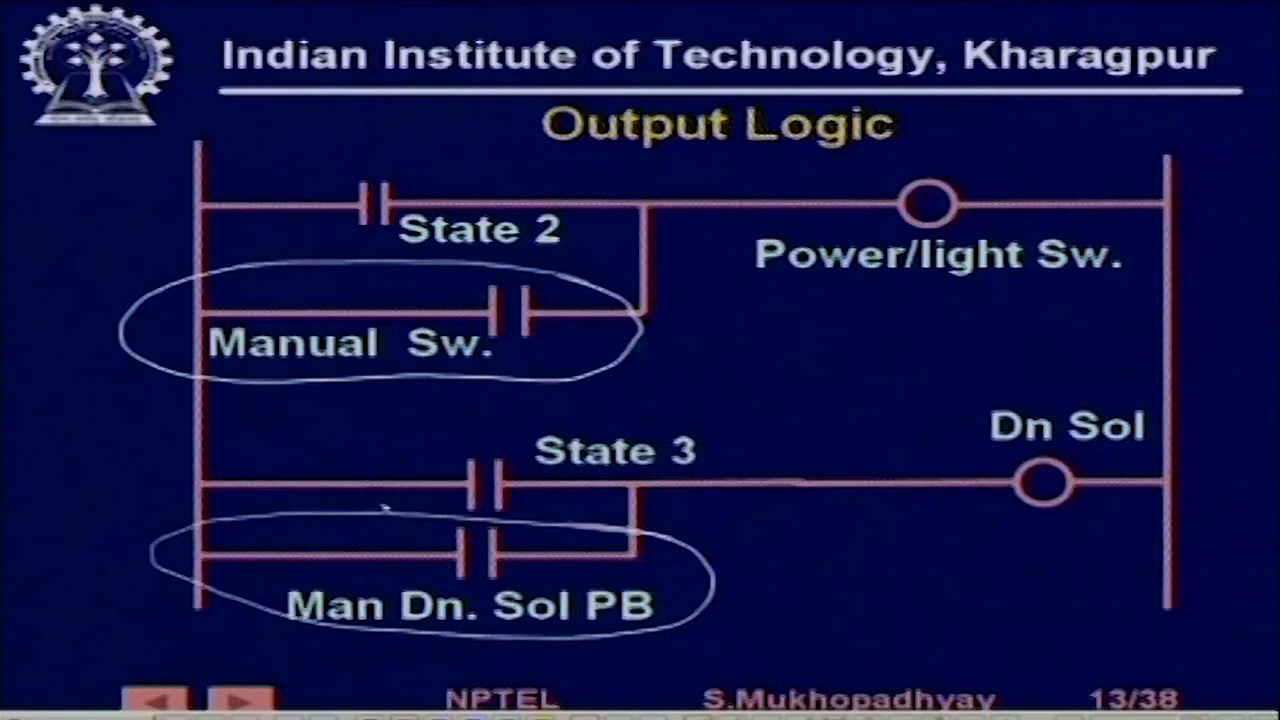 Indian Institute of Technology, Kharagpur
Output Logic
State 2
Power/light Sw.
Manual Sw.
Dn Sol
State 3
Man Dn. Sol PB
NPTEL S.Mukhopadhyay 13/38